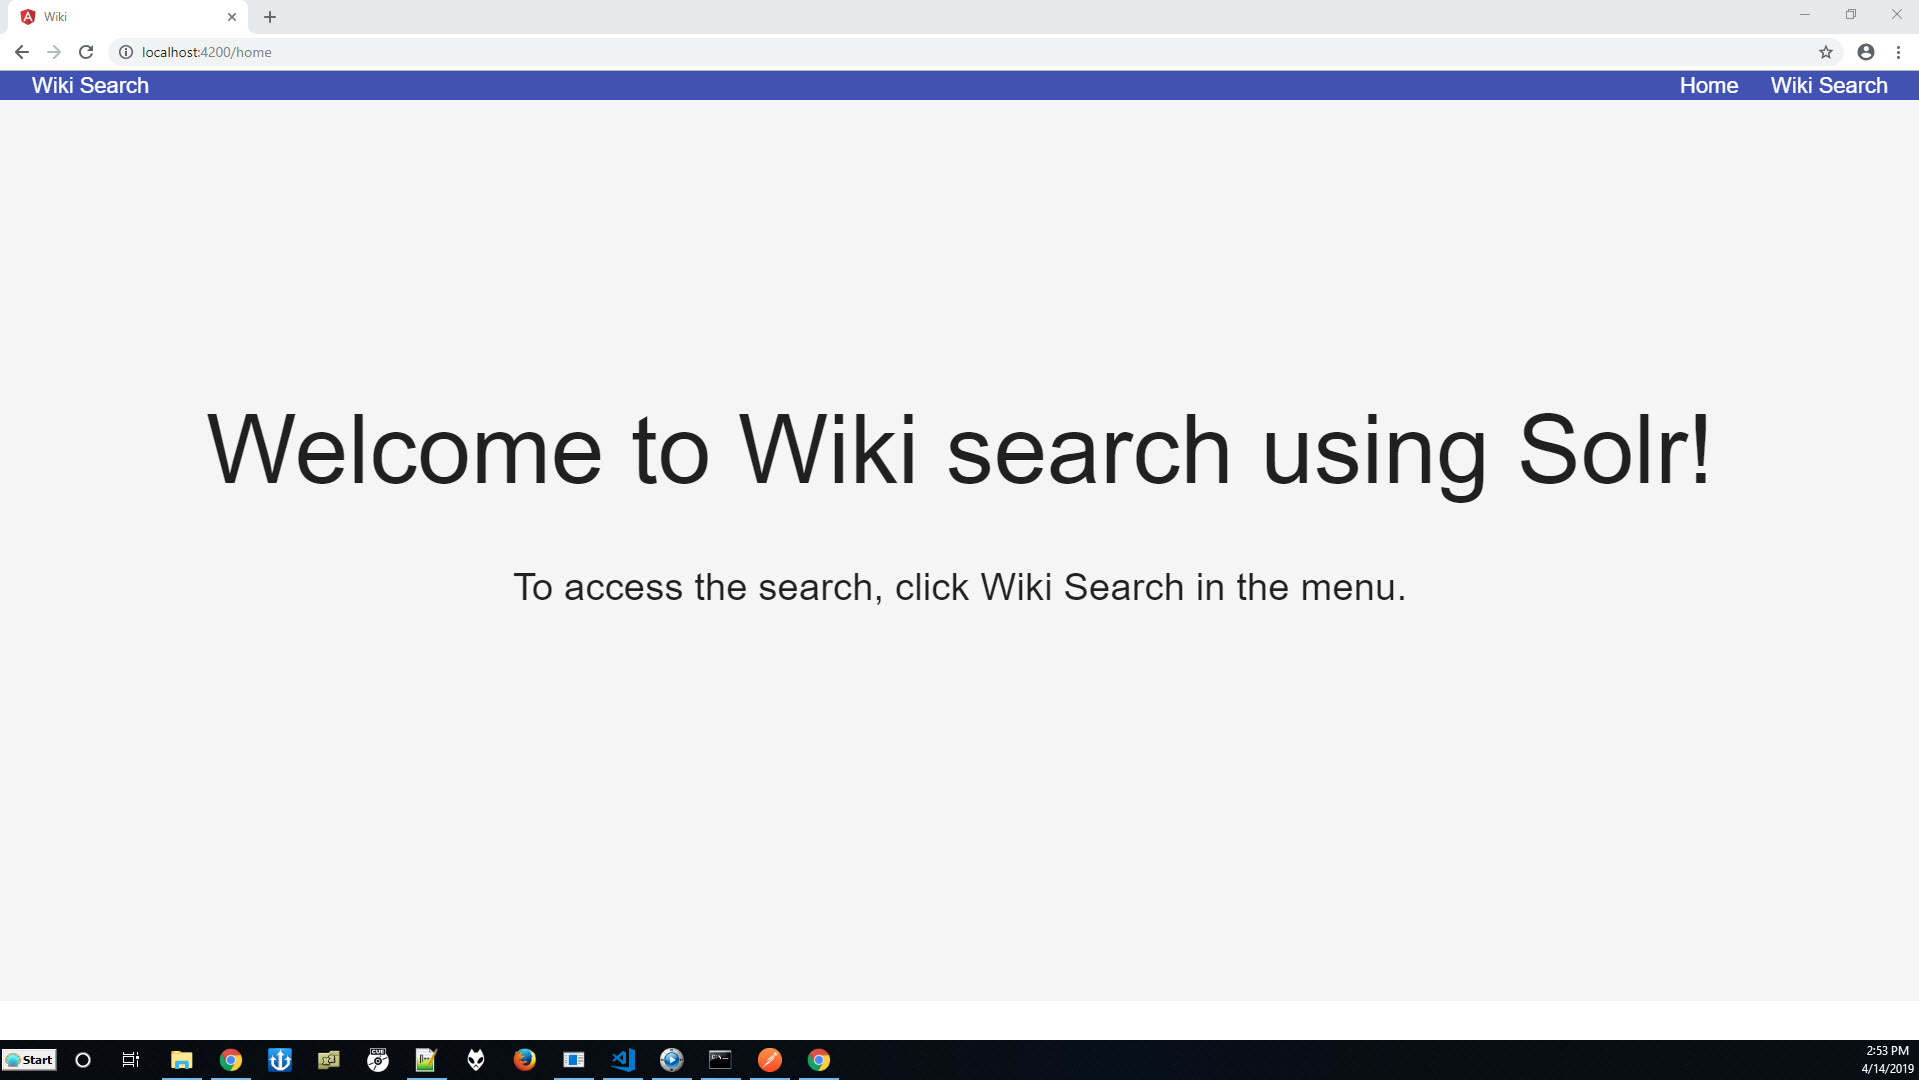 Wiki
localhost:4200/home
Wiki Search Home Wiki Search
Welcome to Wiki search using Solr!
To access the search, click Wiki Search in the menu.
Start
CUE
2:53 PM
4/14/2019